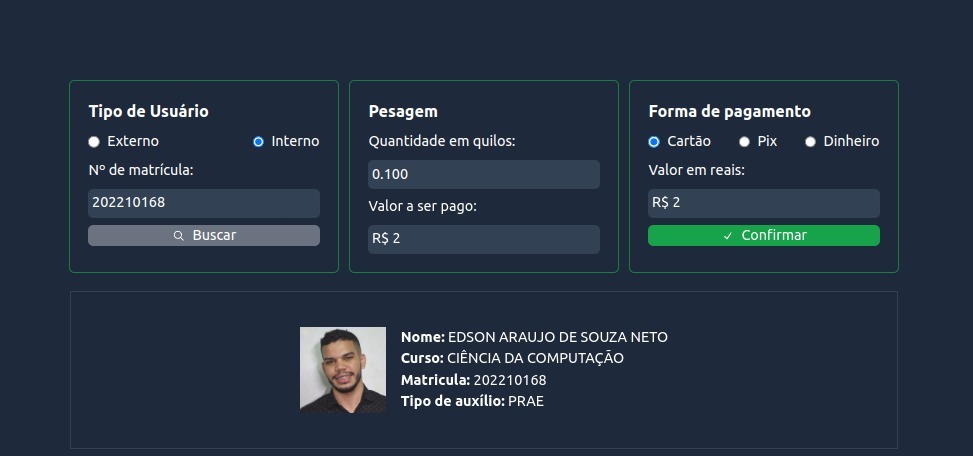 Tipo de Usuário
Externo
Interno
Nº de matrícula:
202210168
Buscar
Pesagem
Quantidade em quilos:
0.100
Valor a ser pago:
R$ 2
Forma de pagamento
Cartão
Pix
Dinheiro
Valor em reais:
R$ 2
Confirmar
Nome: EDSON ARAUJO DE SOUZA NETO
Curso: CIÊNCIA DA COMPUTAÇÃO
Matricula: 202210168
Tipo de auxílio: PRAE